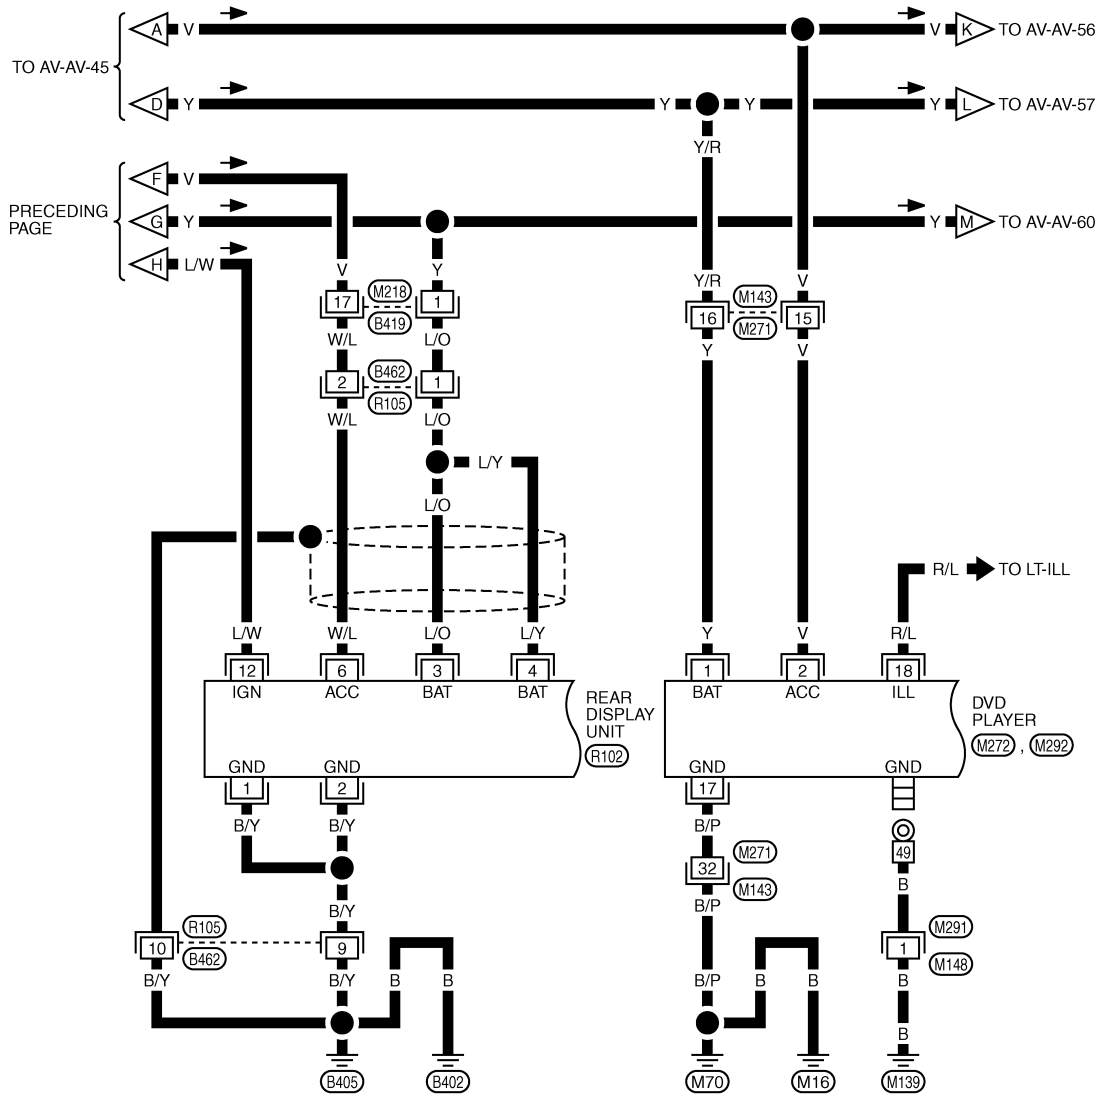 A V V K TO AV-AV-56
TO AV-AV-45
D Y Y Y Y L TO AV-AV-57
Y/R
F V
PRECEDING
PAGE
G Y Y M TO AV-AV-60
H L/W
V Y Y/R V
17 M218 1 16 M143 15
B419 M271
W/L L/O Y V
2 B462 1
R105
W/L L/O
L/Y
L/O
R/L TO LT-ILL
L/W W/L L/O L/Y Y V R/L
12 6 3 4 1 2 18
IGN ACC BAT BAT BAT ACC ILL
REAR
DISPLAY
UNIT
R102
DVD
PLAYER
M272 , M292
GND GND GND GND
1 2 17
B/Y B/Y B/P
49
M271
32
M143
B
B/Y B/P
R105 M291
10 9 1
B462 M148
B/Y B/Y B B B/P B B B
B
B405 B402 M70 M16 M139